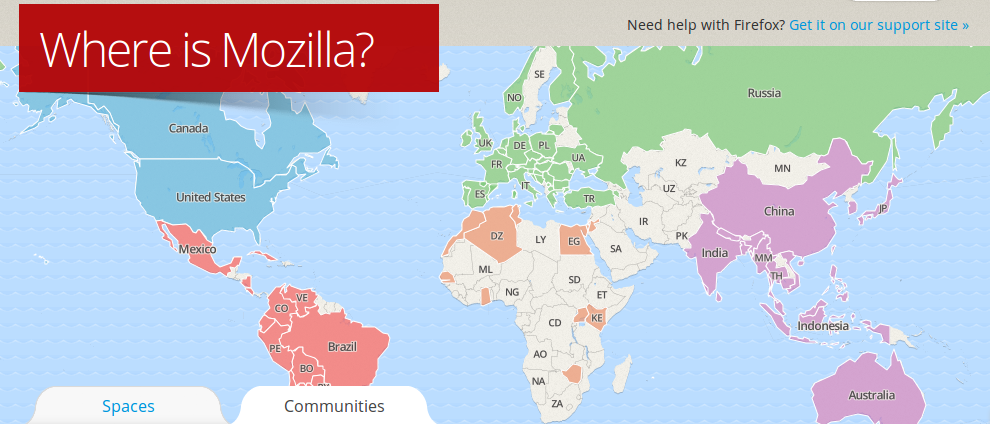 Need help with Firefox? Get it on our support site »
Where is Mozilla?
SE
NO
Russia
Canada
UK
DE
PL
FR
UA
KZ
MN
IT
ES
TR
UZ
United States
China
JP
IR
DZ
LY
EG
SA
PK
Mexico
India
MM
TH
ML
SD
NG
ET
VE
CO
CD
KE
Indonesia
PE
Brazil
AO
BO
NA
Australia
ZA
Spaces
Communities